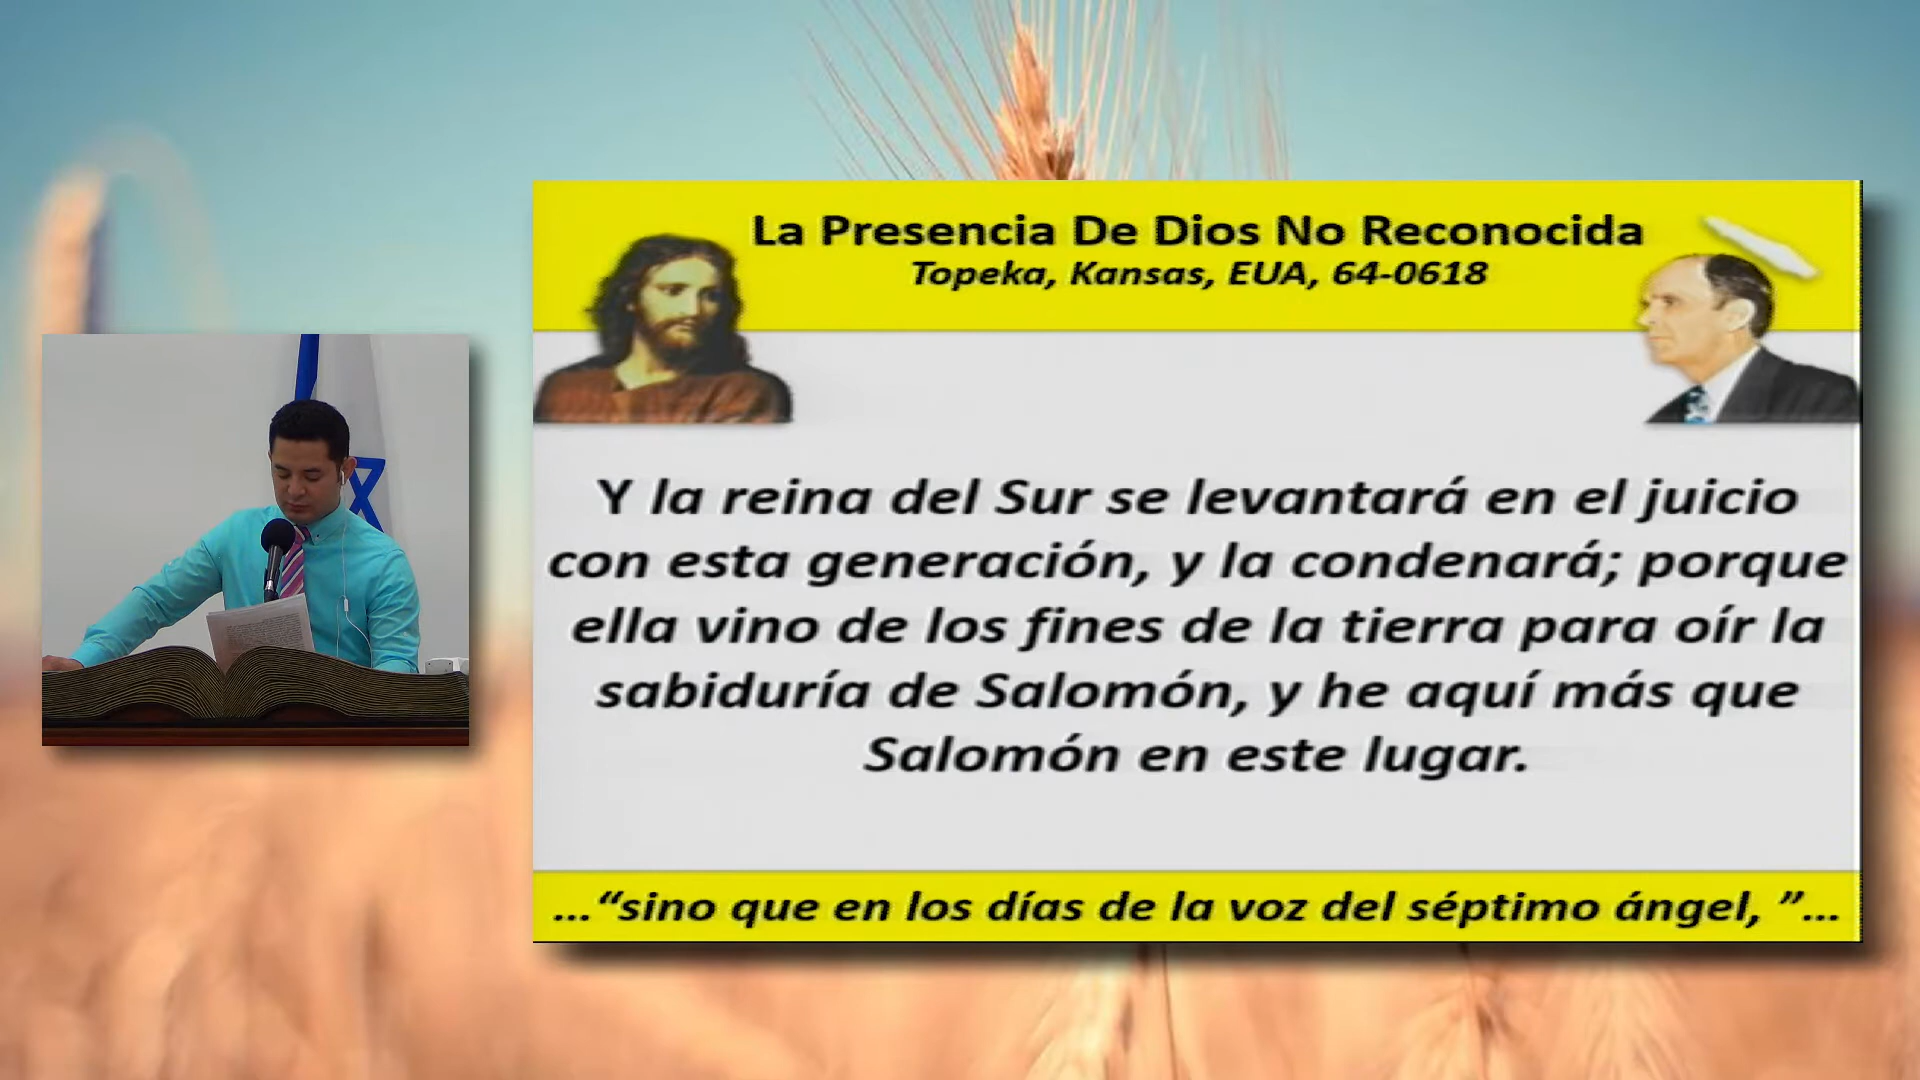 La Presencia De Dios No Reconocida
Topeka, Kansas, EUA, 64-0618
Y la reina del Sur se levantará en el juicio
con esta generación, y la condenará; porque
ella vino de los fines de la tierra para oír la
sabiduría de Salomón, y he aquí más que
Salomón en este lugar.
...“sino que en los días de la voz del séptimo ángel, ”...